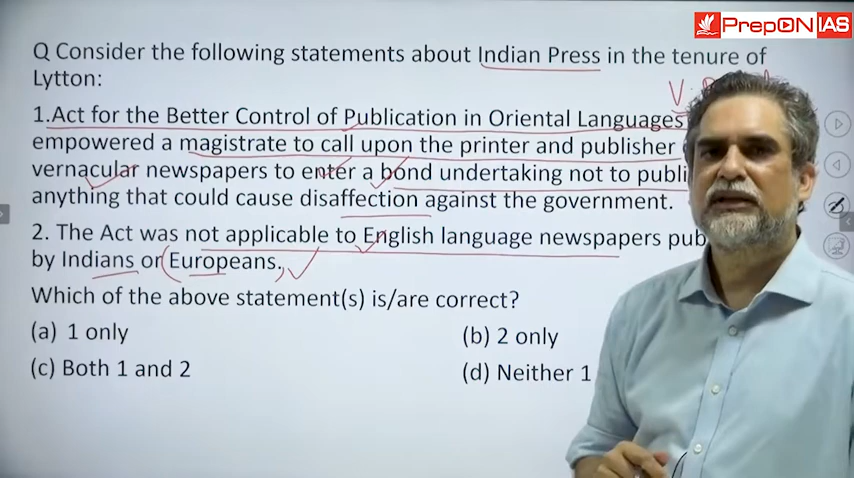 PrepON IAS
Q Consider the following statements about Indian Press in the tenure of
Lytton:
1.Act for the Better Control of Publication in Oriental Languages
empowered a magistrate to call upon the printer and publisher
vernacular newspapers to enter a bond undertaking not to publi
anything that could cause disaffection against the government.
2. The Act was not applicable to English language newspapers pub
by Indians or Europeans.
Which of the above statement(s) is/are correct?
(a) 1 only
(b) 2 only
(c) Both 1 and 2
(d) Neither 1